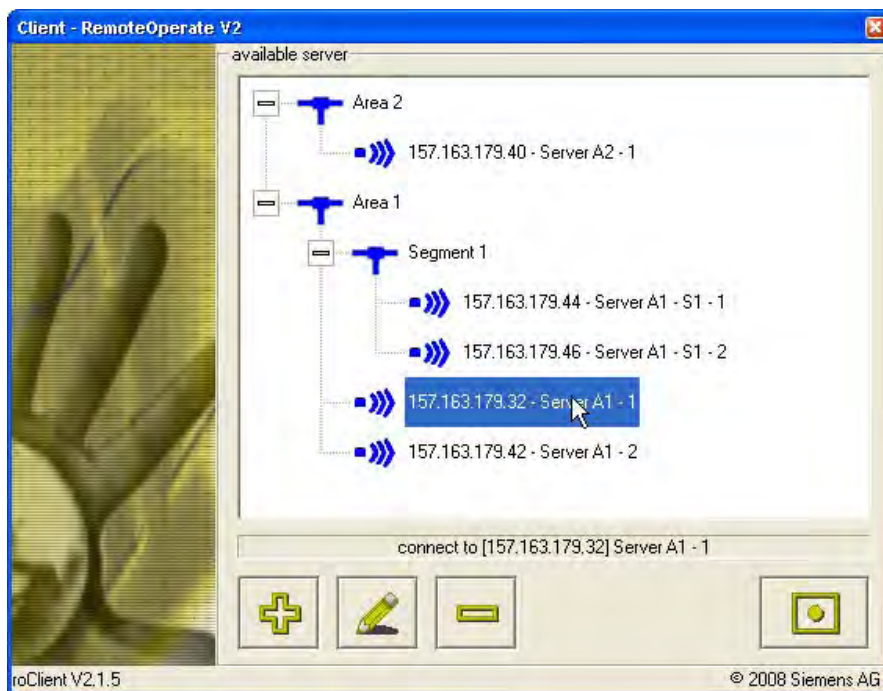 Client - RemoteOperate V2
available server
Area 2
157.163.179.40 - Server A2 - 1
Area 1
Segment 1
157.163.179.44 - Server A1 - S1 - 1
157.163.179.46 - Server A1 - S1 - 2
157.163.179.32 - Server A1 - 1
157.163.179.42 - Server A1 - 2
connect to [157.163.179.32] Server A1 - 1
roClient V2.1.5
© 2008 Siemens AG